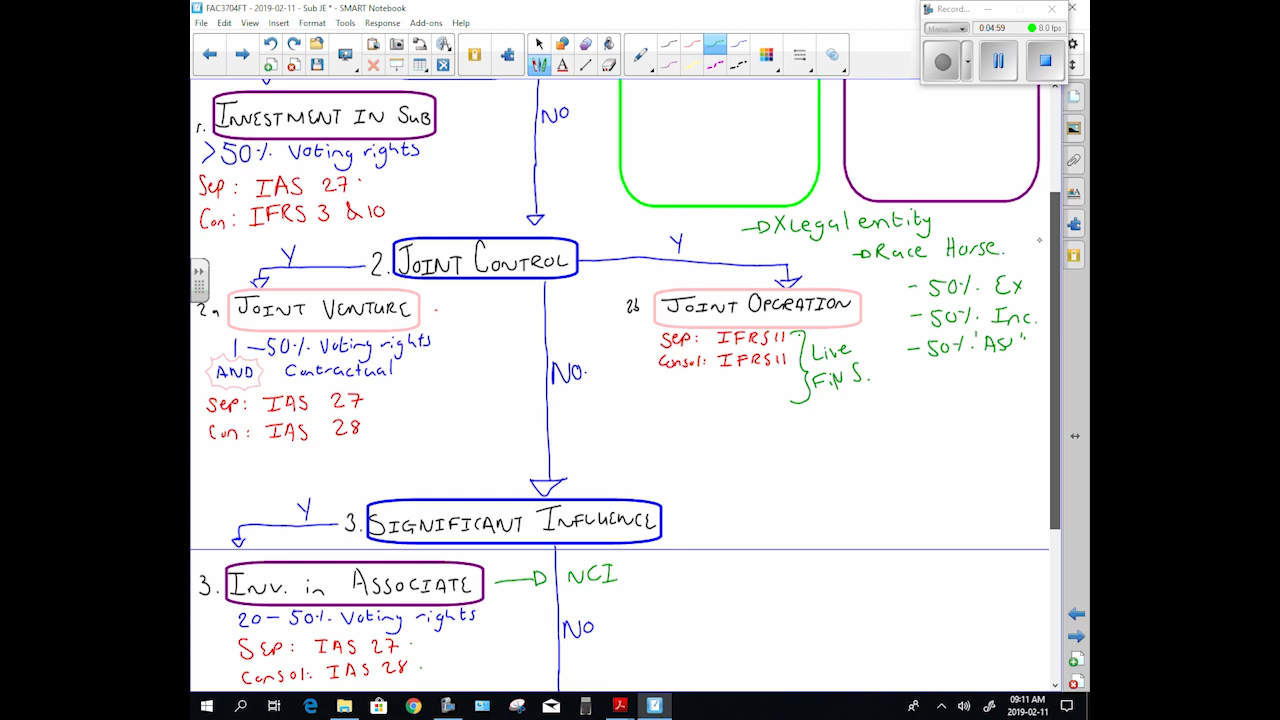 FAC3704FT - 2019-02-11 - Sub JE * - SMART Notebook
File Edit View Insert Format Tools Response Add-ons Help
Record...
Menu
0:04:59
8.0 fps
1. INVESTMENT IN SUB
>50% Voting rights
Sep: IAS 27
Con: IFRS 3 & 10
NO
X Legal entity
Race Horse.
- 50% Ex
- 50% Inc.
Y
2. JOINT CONTROL
Y
2a JOINT VENTURE
1-50% Voting rights
AND Contractual
Sep: IAS 27
Con: IAS 28
NO.
2b JOINT OPERATION
Sep: IFRS 11
Consol: IFRS 11
Live
Y
3. SIGNIFICANT INFLUENCE
3. INV. in ASSOCIATE
NCI
20-50% Voting rights
Sep: IAS 27
Consol: IAS 28
NO
09:11 AM
2019-02-11